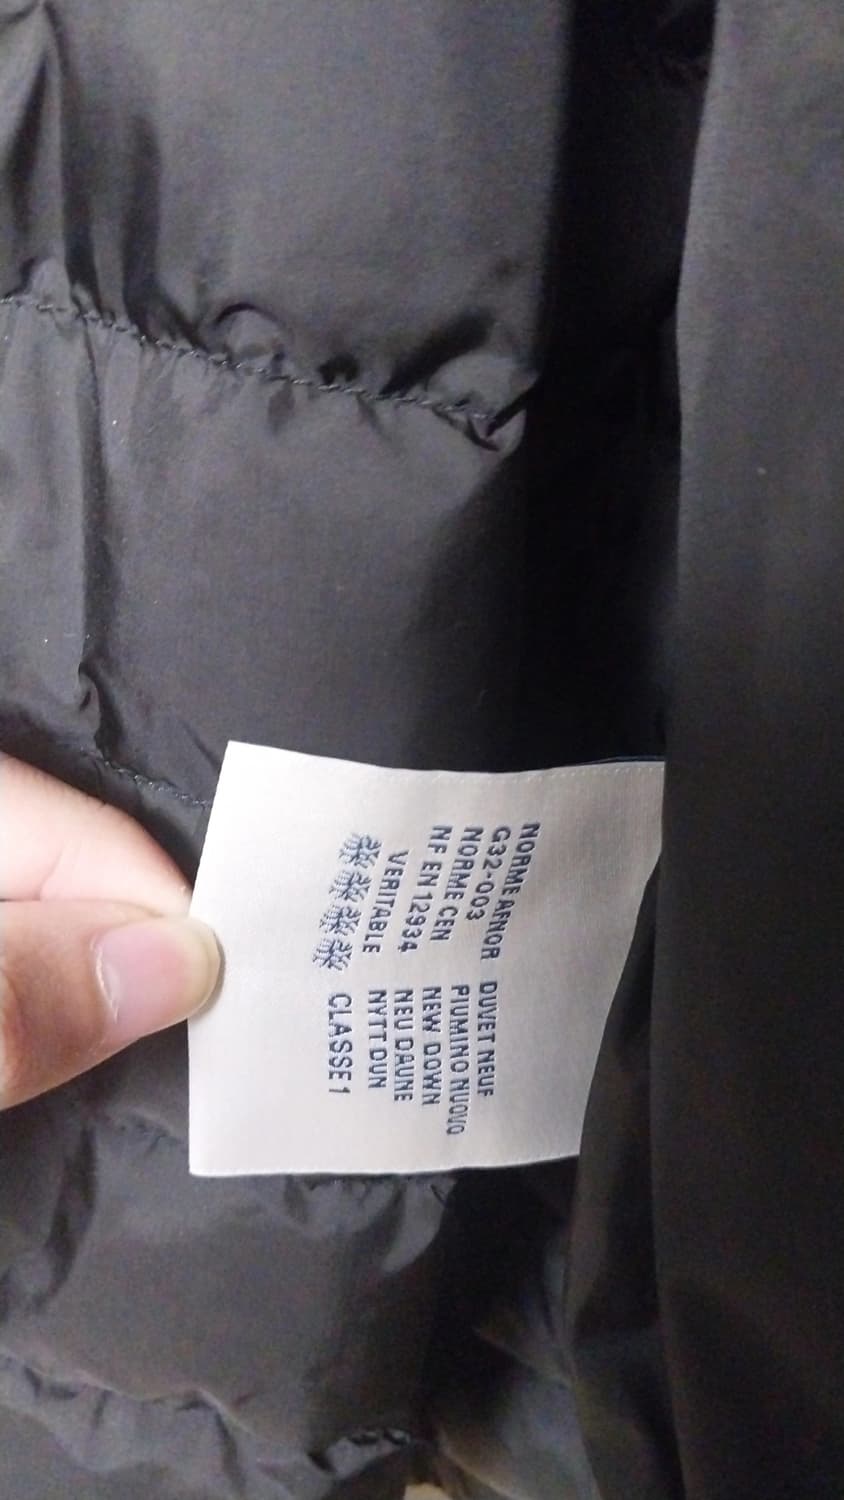 NORME AFNOR
G32-003
NORME CEN
NF EN 12934
VERITABLE
DUVET NEUF
PIUMINO NUOVO
NEW DOWN
NEU DAUNE
NYTT DUN
CLASSE 1